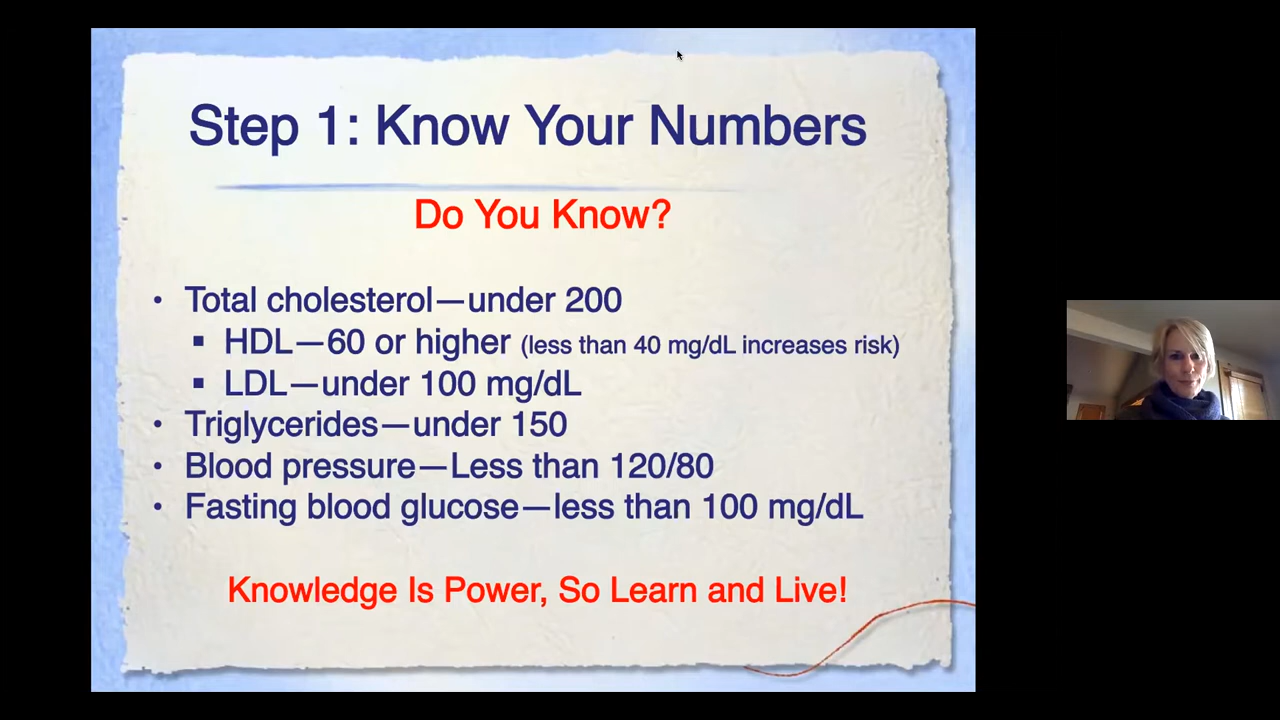 Step 1: Know Your Numbers
Do You Know?
• Total cholesterol—under 200
▪ HDL—60 or higher (less than 40 mg/dL increases risk)
▪ LDL—under 100 mg/dL
• Triglycerides—under 150
• Blood pressure—Less than 120/80
• Fasting blood glucose—less than 100 mg/dL
Knowledge Is Power, So Learn and Live!